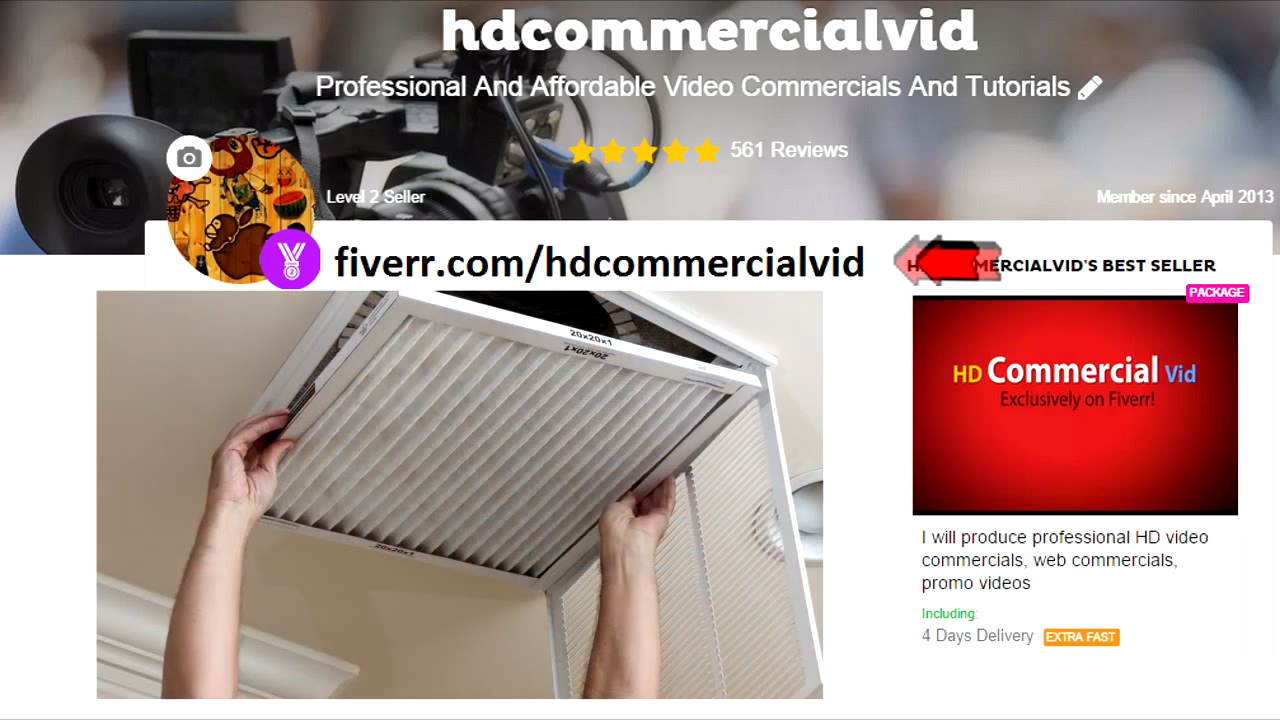 hdcommercialvid
Professional And Affordable Video Commercials And Tutorials
561 Reviews
Level 2 Seller
Member since April 2013
fiverr.com/hdcommercialvid
MERCIALVID'S BEST SELLER
PACKAGE
20x20x1
20x20x1
20x20x1
HD Commercial Vid
Exclusively on Fiverr!
I will produce professional HD video
commercials, web commercials,
promo videos
Including:
4 Days Delivery EXTRA FAST